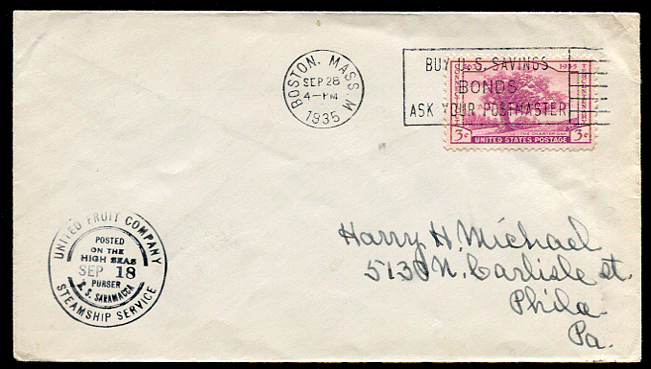 BOSTON, MASS. M
SEP 28
4-PM
1935
BUY U.S. SAVINGS
BONDS
ASK YOUR POSTMASTER
1935
THE CHARTER OAK
3¢ UNITED STATES POSTAGE 3¢
UNITED FRUIT COMPANY
POSTED
ON THE
HIGH SEAS
SEP 18
PURSER
S. S. SARAMACCA
STEAMSHIP SERVICE
Harry H. Michael
5130 N. Carlisle st.
Phila
Pa.